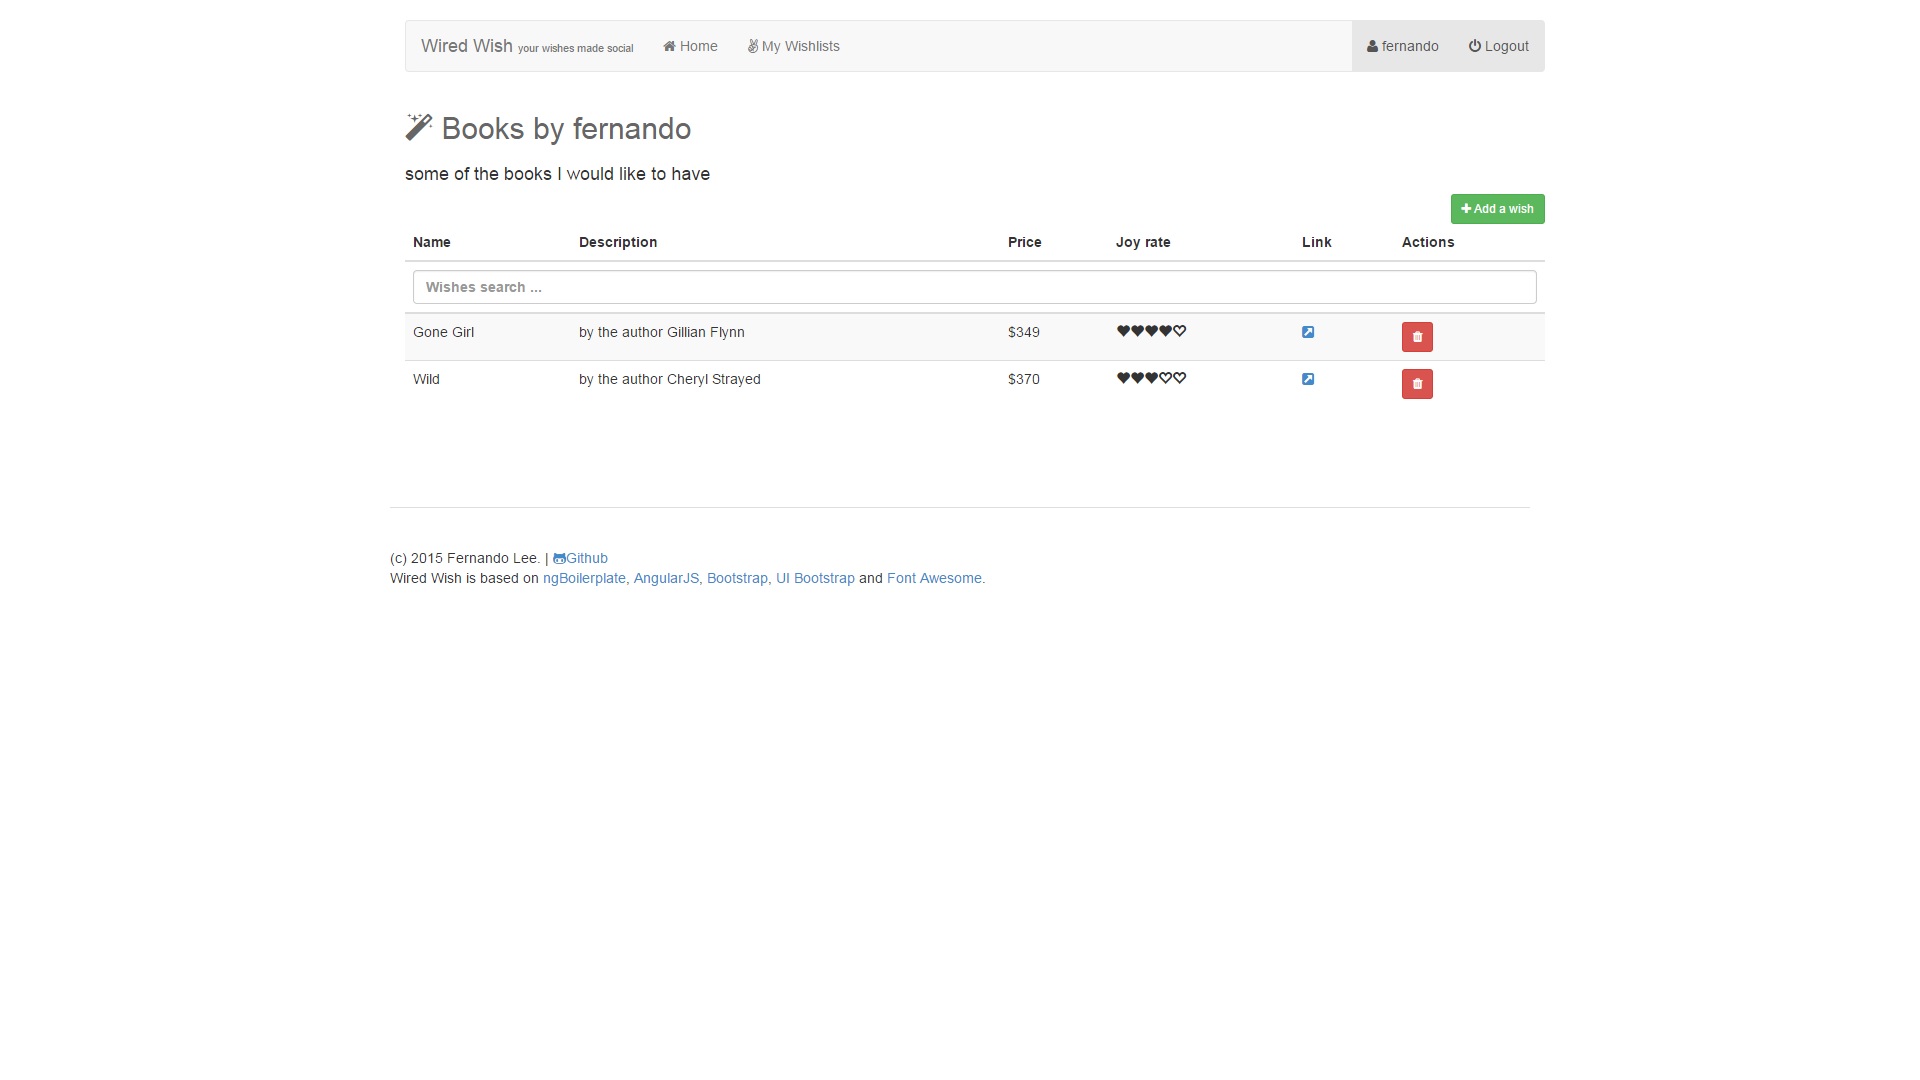 Wired Wish your wishes made social Home My Wishlists fernando Logout
Books by fernando
some of the books I would like to have
Add a wish
Name Description Price Joy rate Link Actions
Wishes search ...
Gone Girl by the author Gillian Flynn $349
Wild by the author Cheryl Strayed $370
(c) 2015 Fernando Lee. | Github
Wired Wish is based on ngBoilerplate, AngularJS, Bootstrap, UI Bootstrap and Font Awesome.